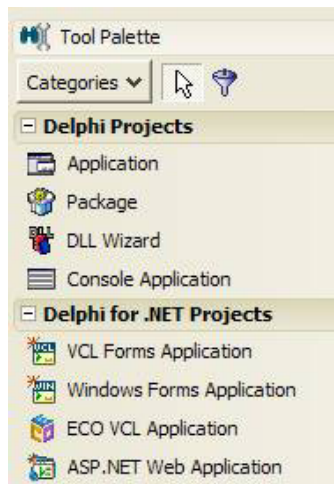 Tool Palette
Categories
Delphi Projects
Application
Package
DLL Wizard
Console Application
Delphi for .NET Projects
VCL Forms Application
Windows Forms Application
ECO VCL Application
ASP.NET Web Application